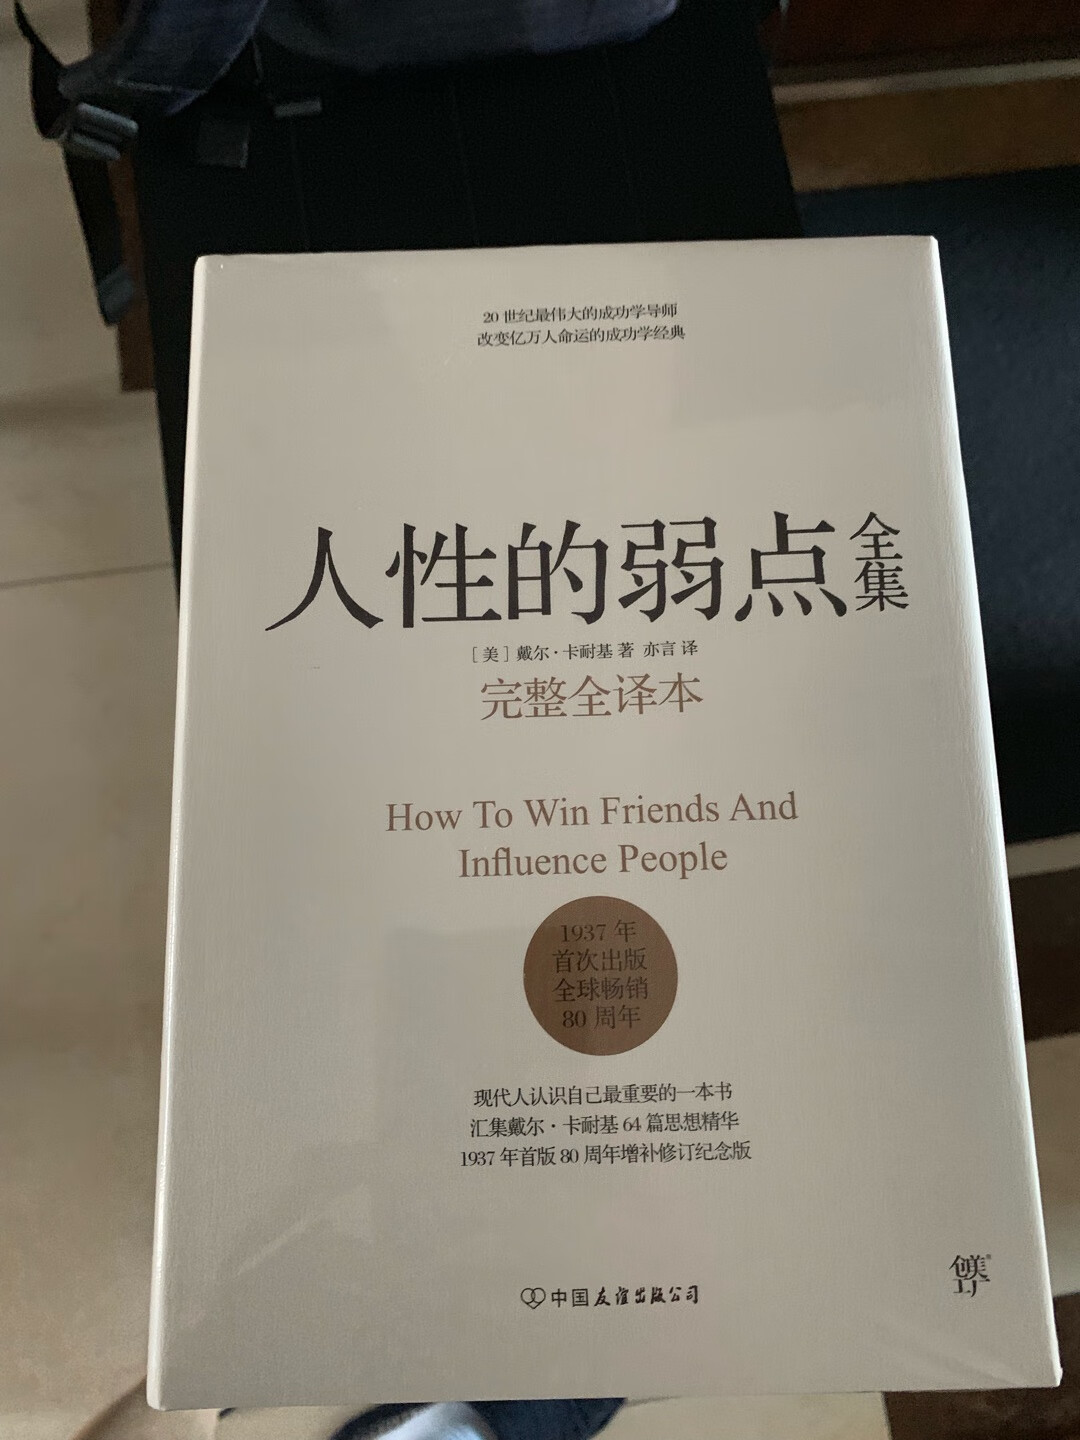 20 世纪最伟大的成功学导师
改变亿万人命运的成功学经典
人性的弱点全集
［美］戴尔·卡耐基 著 亦言 译
完整全译本
How To Win Friends And
Influence People
1937 年
首次出版
全球畅销
80 周年
现代人认识自己最重要的一本书
汇集戴尔·卡耐基 64 篇思想精华
1937 年首版 80 周年增补修订纪念版
中国友谊出版公司
创美工厂